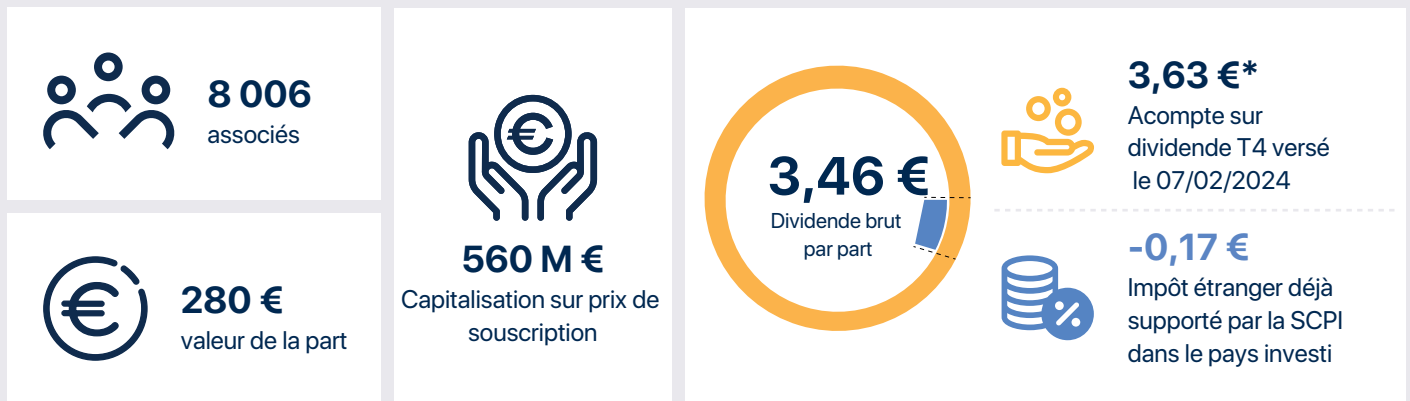 8 006
associés
280 €
valeur de la part
560 M €
Capitalisation sur prix de
souscription
3,46 €
Dividende brut
par part
3,63 €*
Acompte sur
dividende T4 versé
le 07/02/2024
-0,17 €
Impôt étranger déjà
supporté par la SCPI
dans le pays investi